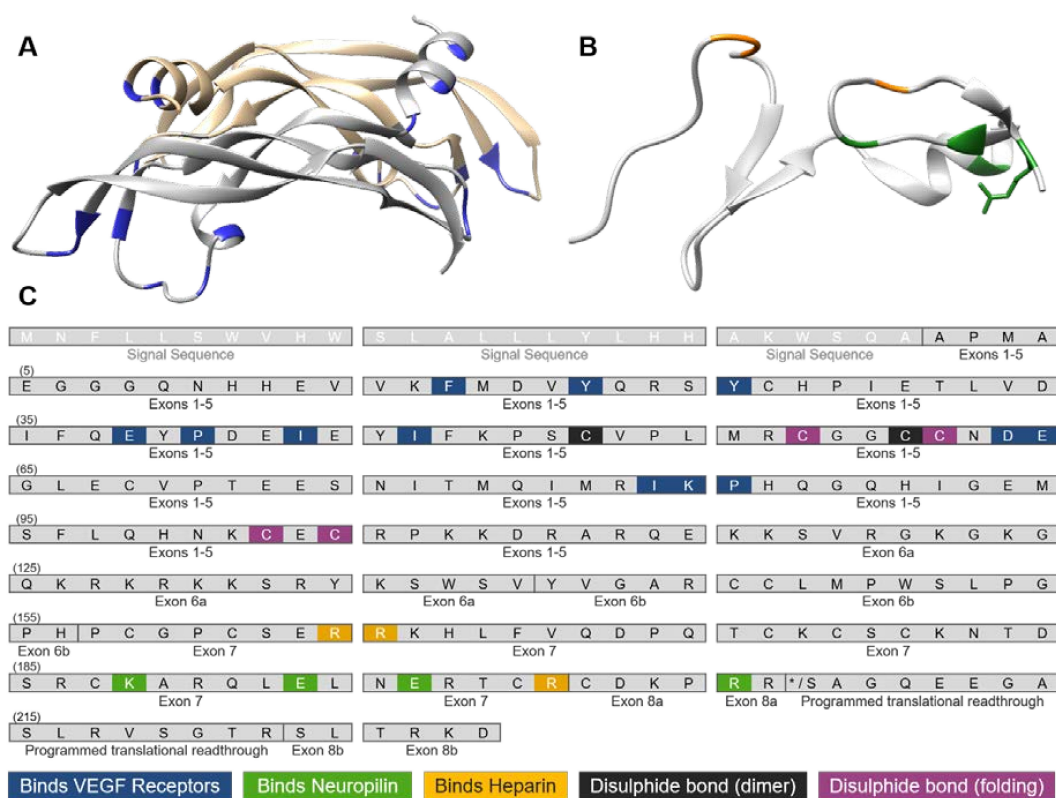 A
B
C
M N F L L S W V H W S L A L L L Y L H H A K W S Q A A P M A
Signal Sequence Signal Sequence Signal Sequence Exons 1-5
(5)
E G G G Q N H H E V V K F M D V Y Q R S Y C H P I E T L V D
Exons 1-5 Exons 1-5 Exons 1-5
(35)
I F Q E Y P D E I E Y I F K P S C V P L M R C G G C C N D E
Exons 1-5 Exons 1-5 Exons 1-5
(65)
G L E C V P T E E S N I T M Q I M R I K P H Q G Q H I G E M
Exons 1-5 Exons 1-5 Exons 1-5
(95)
S F L Q H N K C E C R P K K D R A R Q E K K S V R G K G K G
Exons 1-5 Exons 1-5 Exon 6a
(125)
Q K R K R K K S R Y K S W S V Y V G A R C C L M P W S L P G
Exon 6a Exon 6a Exon 6b Exon 6b
(155)
P H P C G P C S E R R K H L F V Q D P Q T C K C S C K N T D
Exon 6b Exon 7 Exon 7 Exon 7
(185)
S R C K A R Q L E L N E R T C R C D K P R R */S A G Q E E G A
Exon 7 Exon 7 Exon 8a Exon 8a Programmed translational readthrough
(215)
S L R V S G T R S L T R K D
Programmed translational readthrough Exon 8b Exon 8b
Binds VEGF Receptors Binds Neuropilin Binds Heparin Disulphide bond (dimer) Disulphide bond (folding)